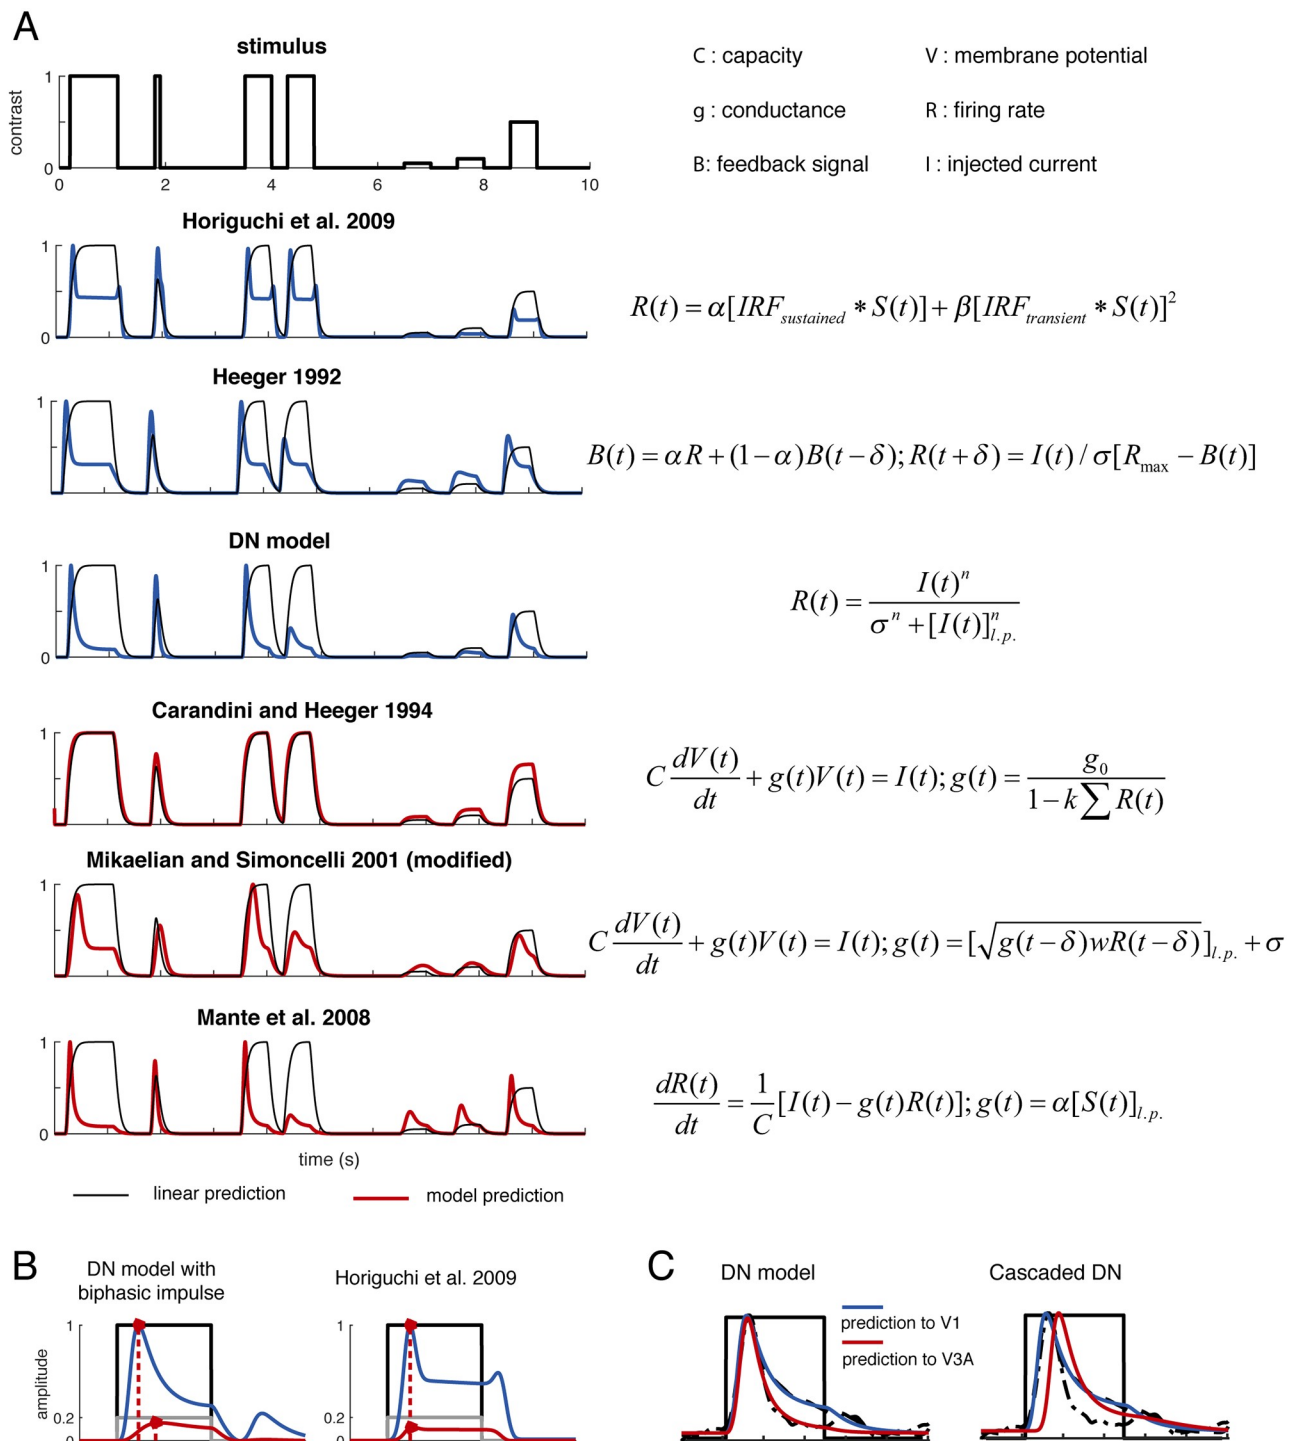 A
stimulus
contrast
1
0
0 2 4 6 8 10
C : capacity V : membrane potential
g : conductance R : firing rate
B: feedback signal I : injected current
Horiguchi et al. 2009
1
0
R(t) = α[IRF_sustained * S(t)] + β[IRF_transient * S(t)]²
Heeger 1992
1
0
B(t) = αR + (1−α)B(t−δ); R(t+δ) = I(t) / σ[R_max − B(t)]
DN model
1
0
R(t) = I(t)^n / σ^n + [I(t)]^n_l.p.
Carandini and Heeger 1994
1
0
C dV(t)/dt + g(t)V(t) = I(t); g(t) = g₀ / 1−k∑R(t)
Mikaelian and Simoncelli 2001 (modified)
1
0
C dV(t)/dt + g(t)V(t) = I(t); g(t) = [√g(t−δ)wR(t−δ)]_l.p. + σ
Mante et al. 2008
1
0
dR(t)/dt = 1/C [I(t) − g(t)R(t)]; g(t) = α[S(t)]_l.p.
time (s)
linear prediction model prediction
B
DN model with
biphasic impulse
amplitude
1
0.2
0
Horiguchi et al. 2009
1
0.2
0
C
DN model
prediction to V1
prediction to V3A
Cascaded DN